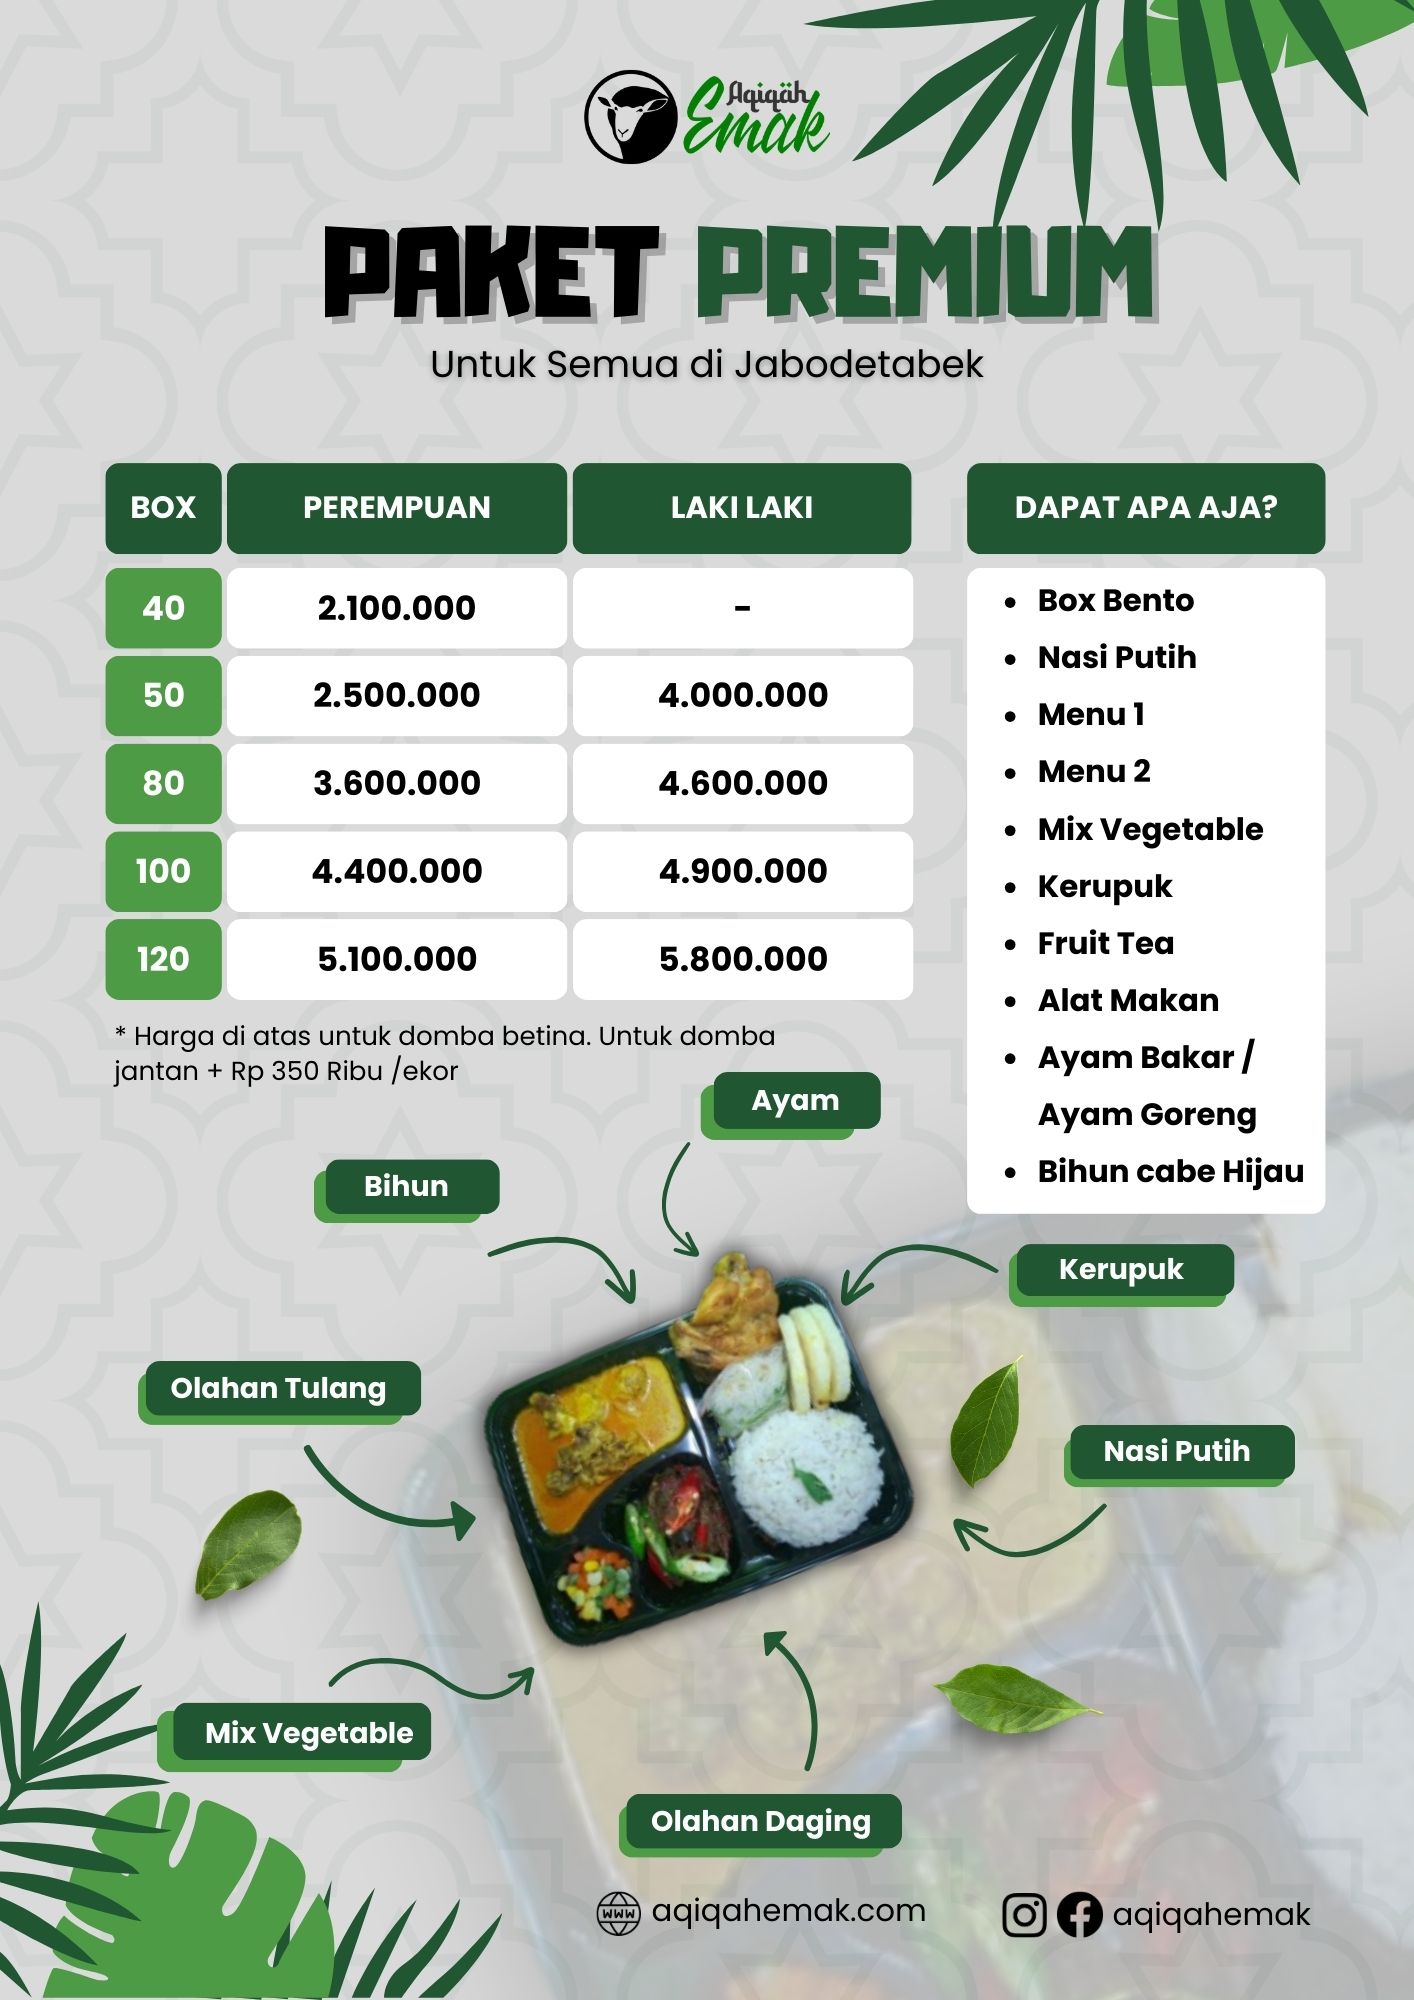 Aqiqah
Emak
PAKET PREMIUM
Untuk Semua di Jabodetabek
BOX PEREMPUAN LAKI LAKI
40 2.100.000 -
50 2.500.000 4.000.000
80 3.600.000 4.600.000
100 4.400.000 4.900.000
120 5.100.000 5.800.000
* Harga di atas untuk domba betina. Untuk domba
jantan + Rp 350 Ribu /ekor
DAPAT APA AJA?
• Box Bento
• Nasi Putih
• Menu 1
• Menu 2
• Mix Vegetable
• Kerupuk
• Fruit Tea
• Alat Makan
• Ayam Bakar /
Ayam Goreng
• Bihun cabe Hijau
Ayam
Bihun
Kerupuk
Olahan Tulang
Nasi Putih
Mix Vegetable
Olahan Daging
www aqiqahemak.com
aqiqahemak